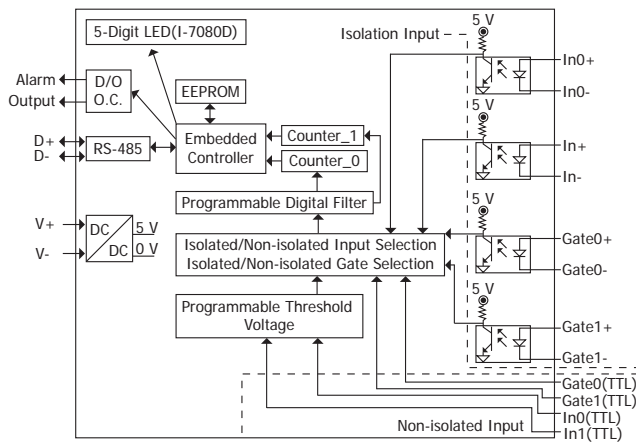 5-Digit LED(I-7080D)
Isolation Input
5 V
In0+
In0-
Alarm
Output
D/O
O.C.
EEPROM
5 V
D+
D-
RS-485
Embedded
Controller
Counter_1
Counter_0
In+
In-
Programmable Digital Filter
5 V
V+
V-
DC
DC
5 V
0 V
Isolated/Non-isolated Input Selection
Isolated/Non-isolated Gate Selection
Gate0+
Gate0-
5 V
Programmable Threshold
Voltage
Gate1+
Gate1-
Gate0(TTL)
Gate1(TTL)
In0(TTL)
In1(TTL)
Non-isolated Input